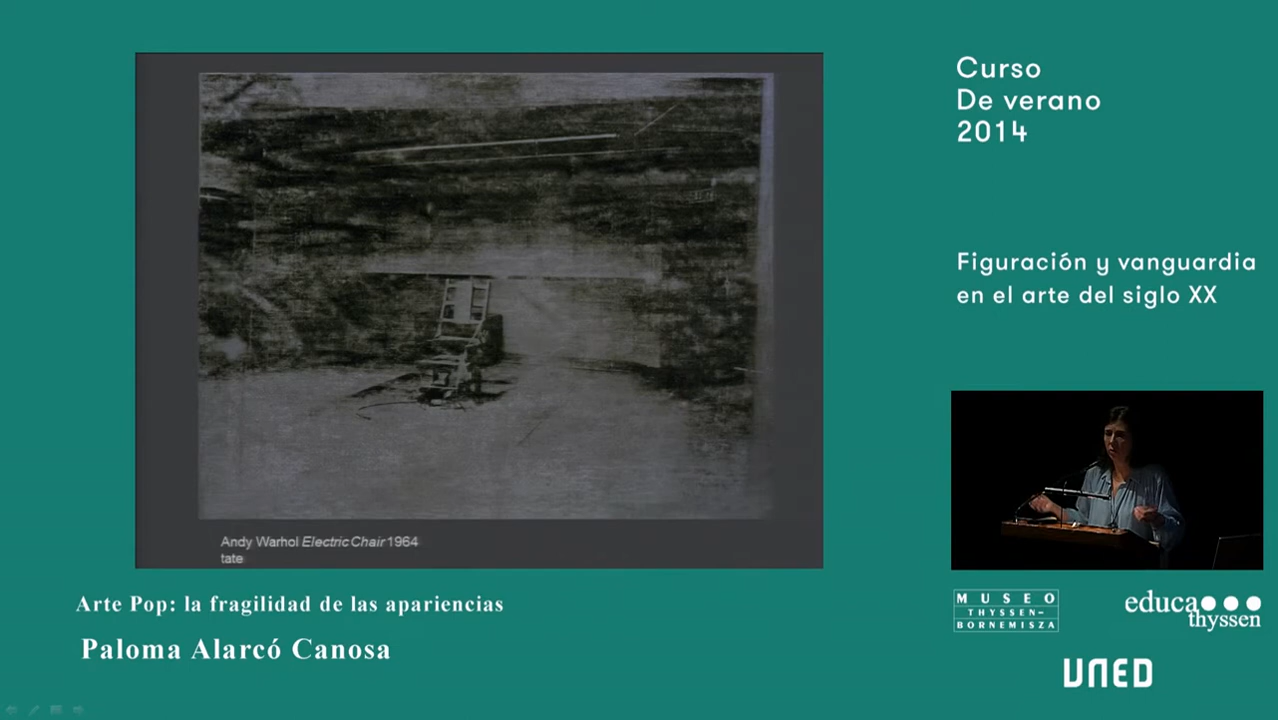 Curso
De verano
2014
Figuración y vanguardia
en el arte del siglo XX
Andy Warhol Electric Chair 1964
tate
Arte Pop: la fragilidad de las apariencias
Paloma Alarcó Canosa
MUSEO
THYSSEN-
BORNEMISZA
educa
thyssen
UNED